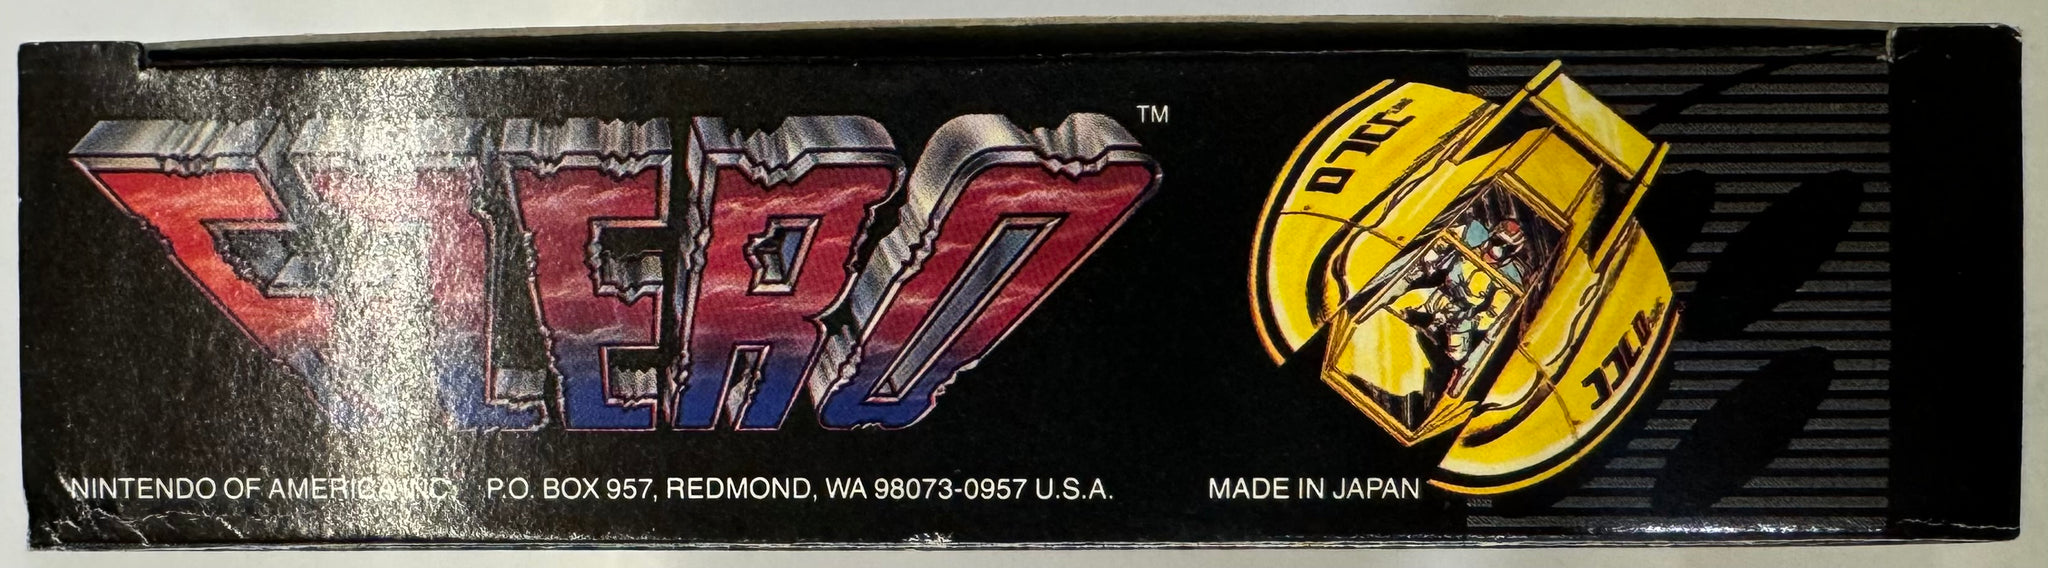 F-ZERO™
NINTENDO OF AMERICA INC. P.O. BOX 957, REDMOND, WA 98073-0957 U.S.A.
MADE IN JAPAN